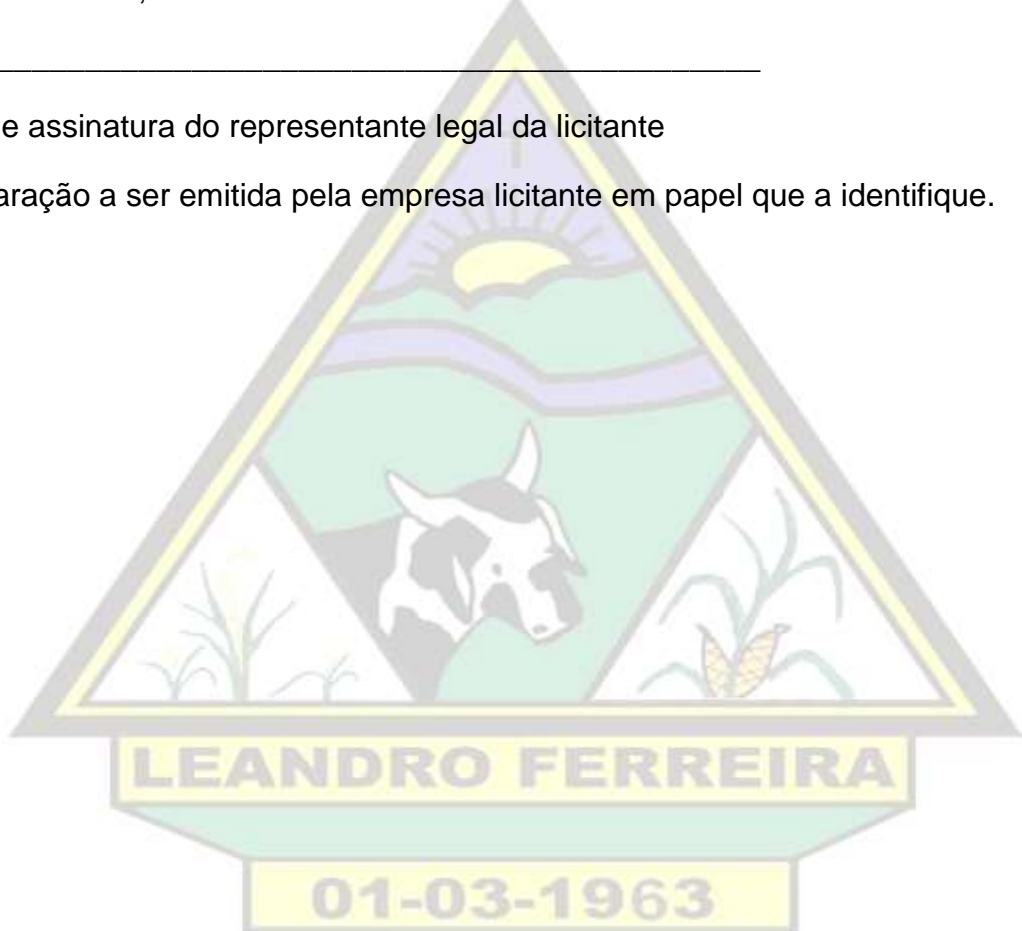 e assinatura do representante legal da licitante
aração a ser emitida pela empresa licitante em papel que a identifique.
LEANDRO FERREIRA
01-03-1963